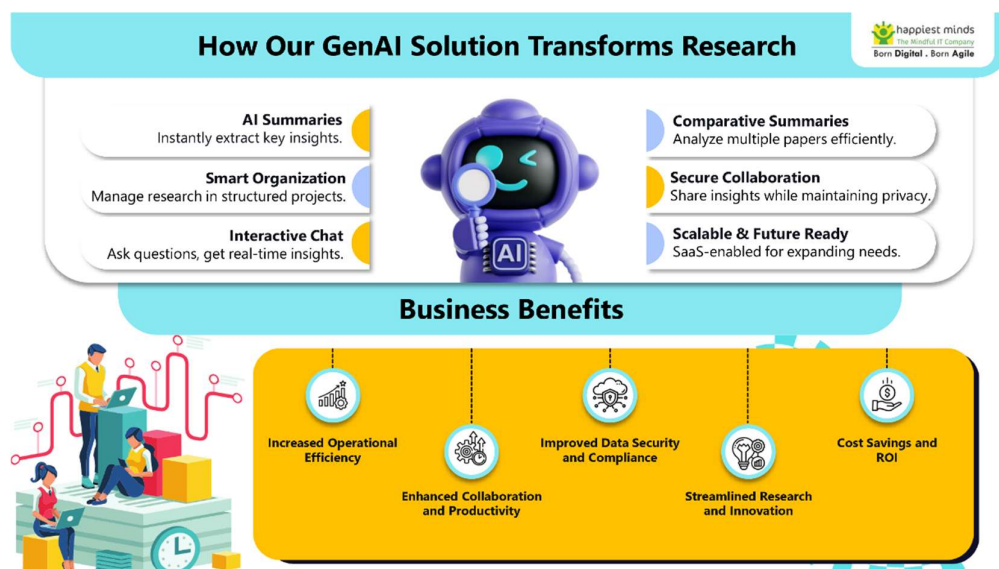 How Our GenAI Solution Transforms Research
happiest minds
The Mindful IT Company
Born Digital . Born Agile
AI Summaries
Instantly extract key insights.
Smart Organization
Manage research in structured projects.
Interactive Chat
Ask questions, get real-time insights.
AI
Comparative Summaries
Analyze multiple papers efficiently.
Secure Collaboration
Share insights while maintaining privacy.
Scalable & Future Ready
SaaS-enabled for expanding needs.
Business Benefits
Increased Operational
Efficiency
Enhanced Collaboration
and Productivity
Improved Data Security
and Compliance
Streamlined Research
and Innovation
Cost Savings and
ROI